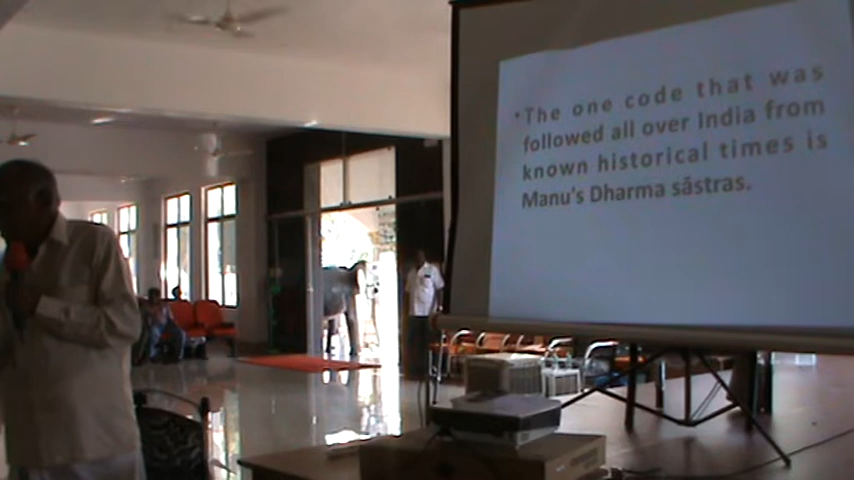 • The one code that was
followed all over India from
known historical times is
Manu's Dharma sāstras.